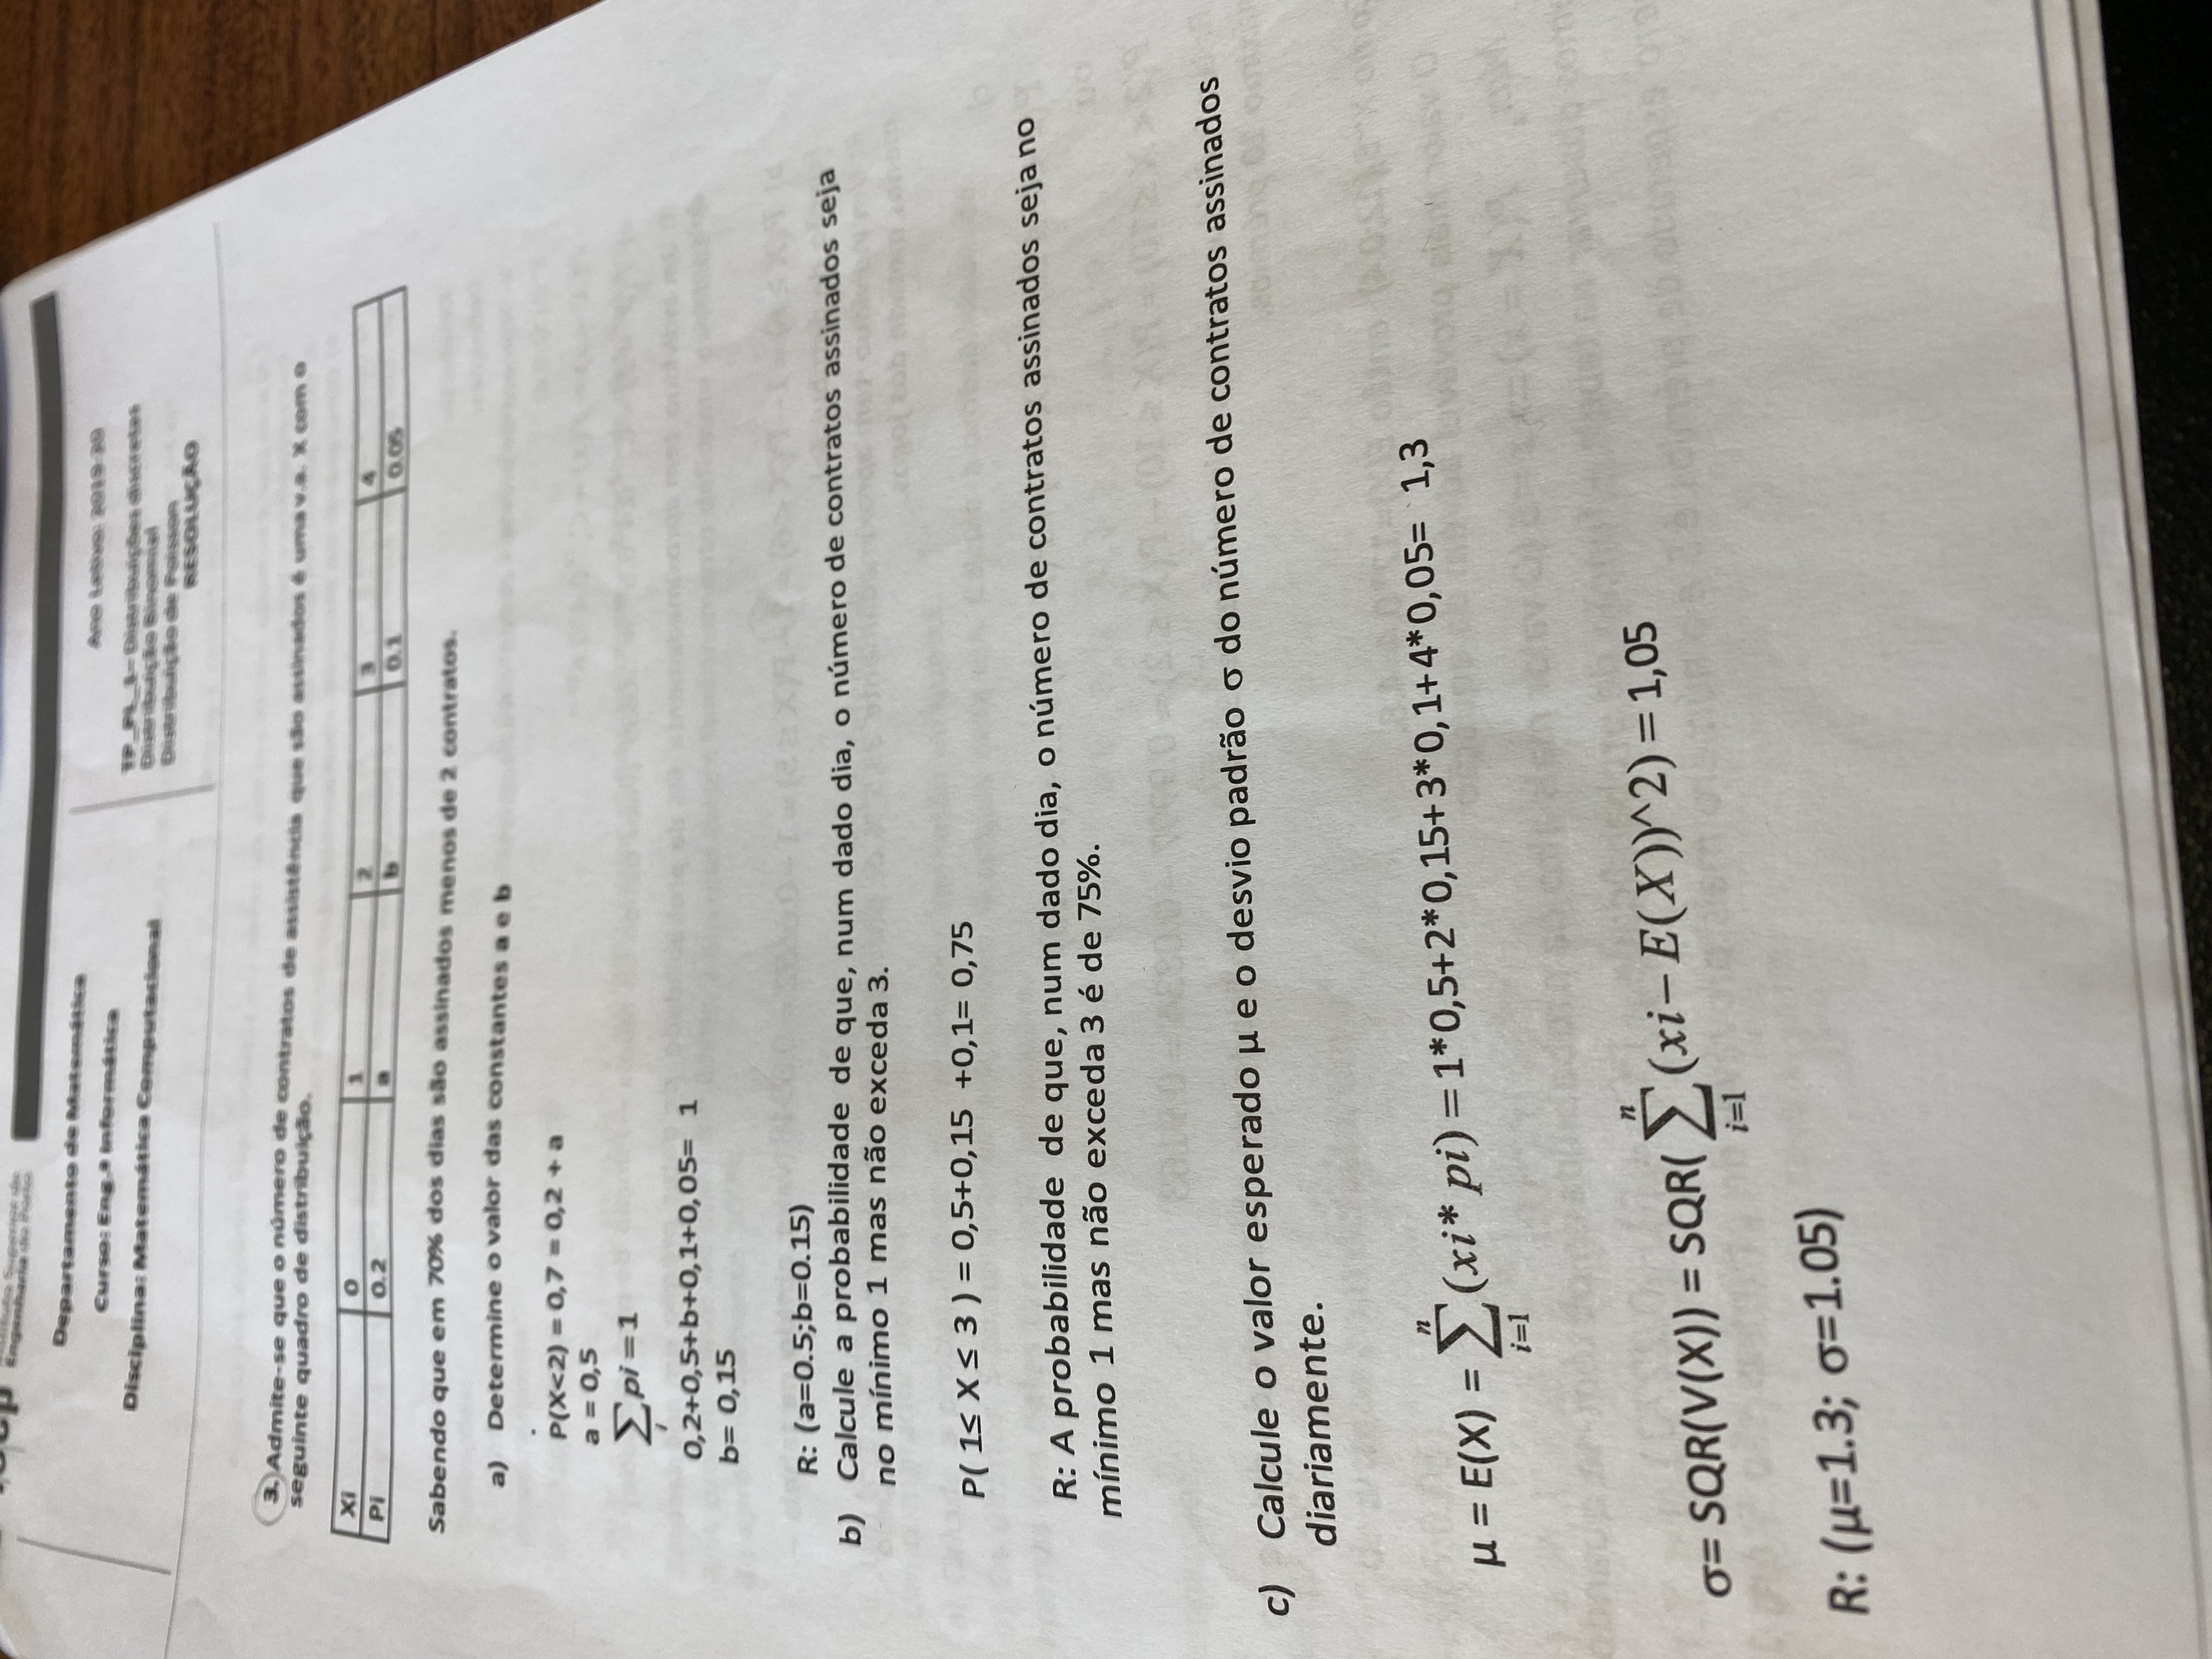 Engenharia do Porto
Departamento de Matemática
Curso: Eng.ª Informática
Disciplina: Matemática Computacional
Ano Letivo: 2019-20
TP_PL_1– Distribuições discretas
Distribuição Binomial
Distribuição de Poisson
RESOLUÇÃO
3. Admite-se que o número de contratos de assistência que são assinados é uma v.a. X com o
seguinte quadro de distribuição.
Xi 0 1 2 3 4
Pi 0.2 a b 0.1 0.05
Sabendo que em 70% dos dias são assinados menos de 2 contratos.
a) Determine o valor das constantes a e b
P(X<2) = 0,7 = 0,2 + a
a = 0,5
∑ pi = 1
i
0,2+0,5+b+0,1+0,05= 1
b= 0,15
R: (a=0.5;b=0.15)
b) Calcule a probabilidade de que, num dado dia, o número de contratos assinados seja
no mínimo 1 mas não exceda 3.
P( 1≤ X ≤ 3 ) = 0,5+0,15 +0,1= 0,75
R: A probabilidade de que, num dado dia, o número de contratos assinados seja no
mínimo 1 mas não exceda 3 é de 75%.
c) Calcule o valor esperado µ e o desvio padrão σ do número de contratos assinados
diariamente.
n
µ = E(X) = ∑ (xi* pi) = 1*0,5+2*0,15+3*0,1+4*0,05= 1,3
i=1
n
σ= SQR(V(X)) = SQR( ∑ (xi – E(X))^2) = 1,05
i=1
R: (µ=1.3; σ=1.05)